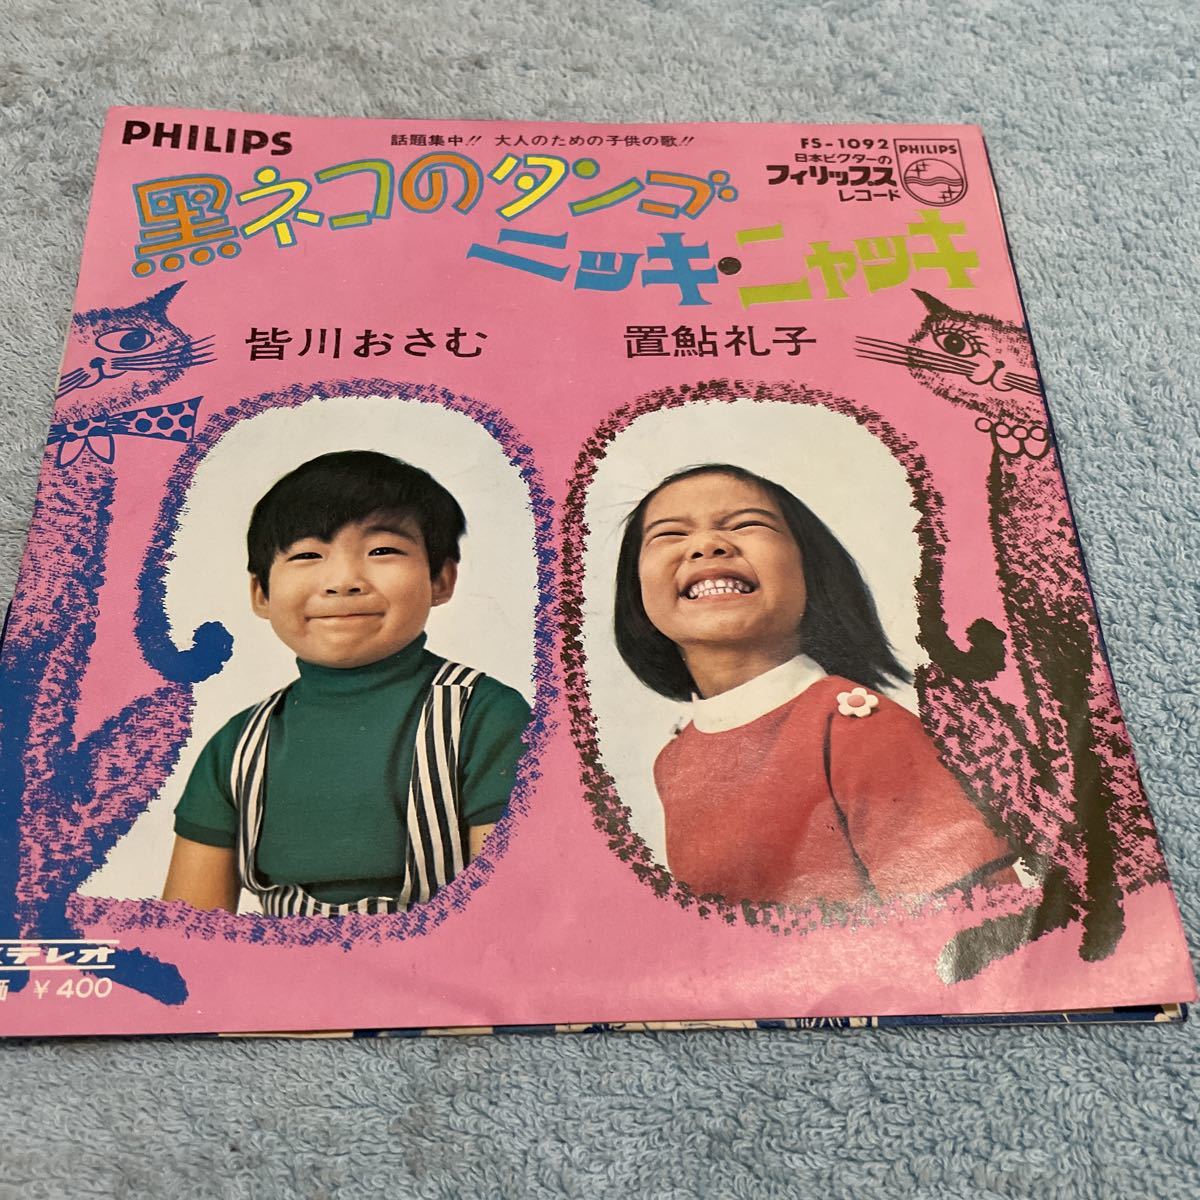 PHILIPS
話題集中!! 大人のための子供の歌!!
FS-1092
日本ビクターの
フィリップス
レコード
PHILIPS
黒ネコのタンゴ
ニッキ・ニャッキ
皆川おさむ
置鮎礼子
ステレオ
価 ￥400